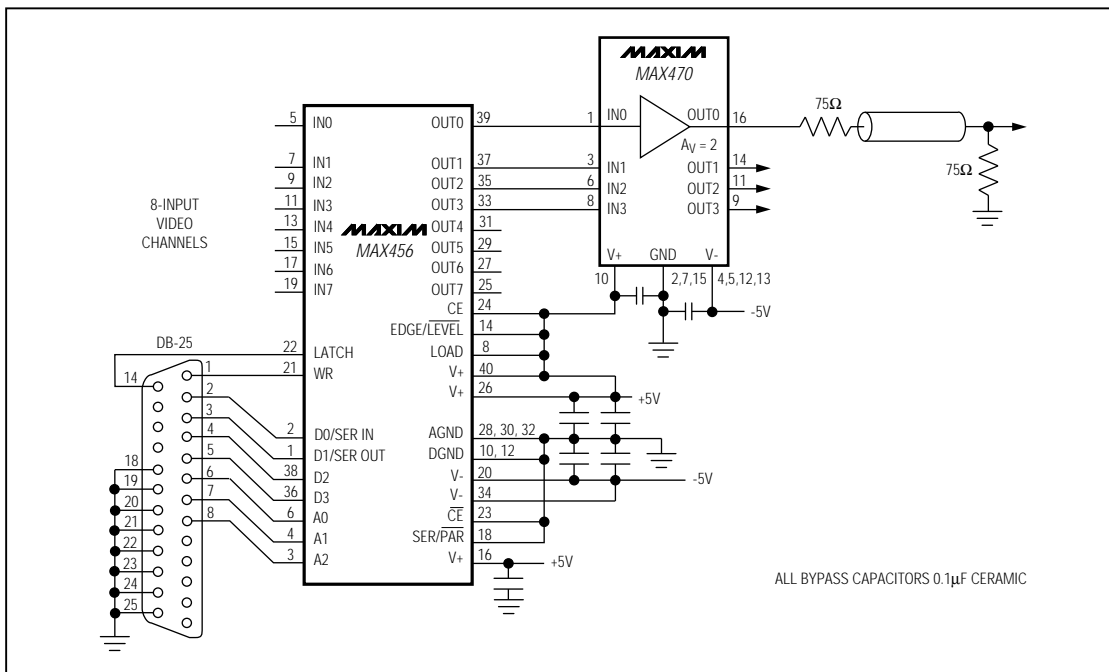 MAXIM
MAX470
75Ω
5 IN0 OUT0 39
1 IN0 OUT0 16
A_V = 2
7 IN1 OUT1 37
3 IN1 OUT1 14
75Ω
9 IN2 OUT2 35
6 IN2 OUT2 11
11 IN3 OUT3 33
8 IN3 OUT3 9
8-INPUT
VIDEO
CHANNELS
13 IN4 OUT4 31
MAXIM
MAX456
15 IN5 OUT5 29
17 IN6 OUT6 27
19 IN7 OUT7 25
V+ GND V-
10 2,7,15 4,5,12,13
-5V
CE 24
EDGE/LEVEL 14
DB-25
22 LATCH LOAD 8
21 WR V+ 40
V+ 26
+5V
14
1
2
3
4
5
6
7
8
18
19
20
21
22
23
24
25
2 D0/SER IN AGND 28, 30, 32
1 D1/SER OUT DGND 10, 12
38 D2 V- 20
-5V
36 D3 V- 34
6 A0 CE 23
4 A1 SER/PAR 18
3 A2 V+ 16
+5V
ALL BYPASS CAPACITORS 0.1µF CERAMIC